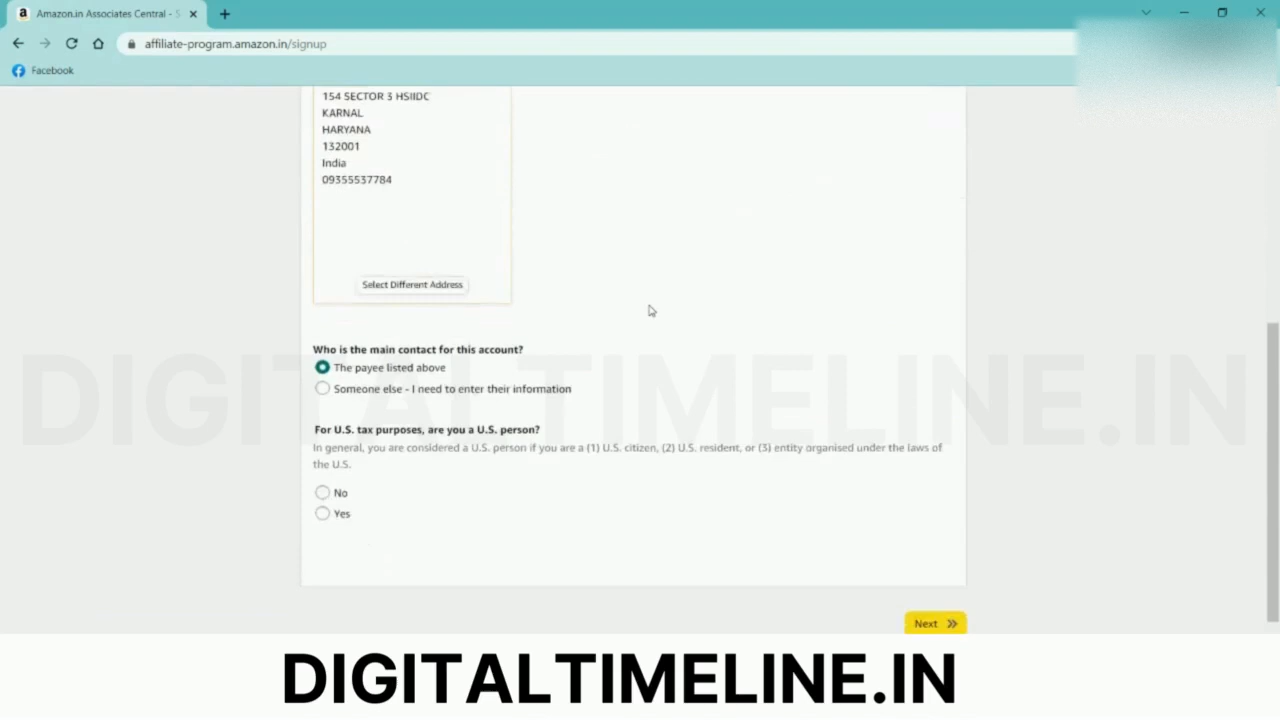 Amazon.in Associates Central - S
affiliate-program.amazon.in/signup
Facebook
154 SECTOR 3 HSIIDC
KARNAL
HARYANA
132001
India
09355537784
Select Different Address
Who is the main contact for this account?
The payee listed above
Someone else - I need to enter their information
DIGITALTIMELINE.IN
For U.S. tax purposes, are you a U.S. person?
In general, you are considered a U.S. person if you are a (1) U.S. citizen, (2) U.S. resident, or (3) entity organised under the laws of
the U.S.
No
Yes
Next
DIGITALTIMELINE.IN